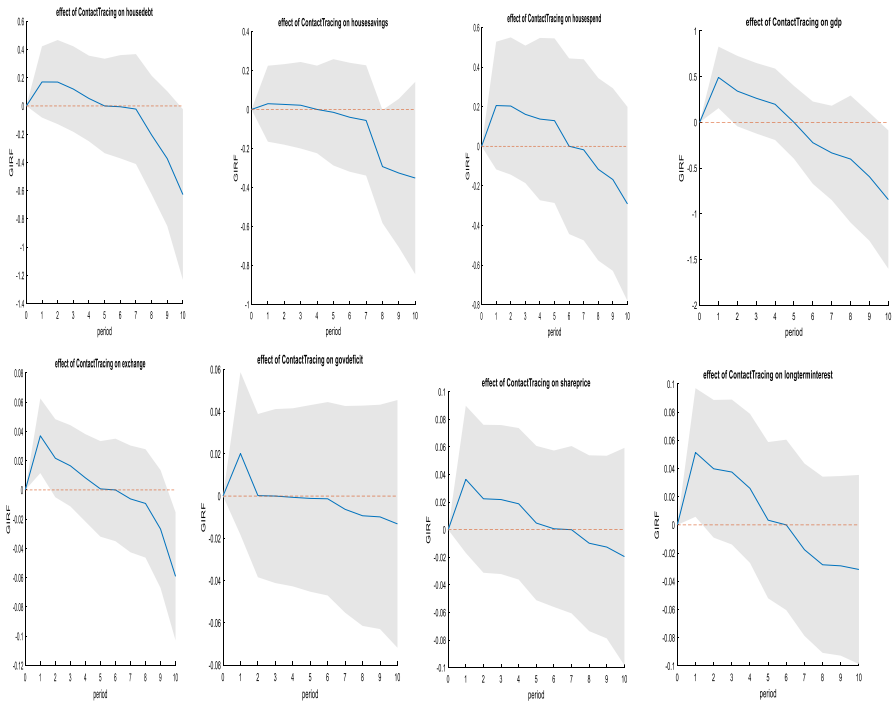 effect of ContactTracing on housedebt
0.6
0.4
0.2
0
-0.2
-0.4
-0.6
-0.8
-1
-1.2
-1.4
GIRF
0 1 2 3 4 5 6 7 8 9 10
period
effect of ContactTracing on housesavings
0.4
0.2
0
-0.2
-0.4
-0.6
-0.8
-1
GIRF
0 1 2 3 4 5 6 7 8 9 10
period
effect of ContactTracing on housespend
0.6
0.4
0.2
0
-0.2
-0.4
-0.6
-0.8
GIRF
0 1 2 3 4 5 6 7 8 9 10
period
effect of ContactTracing on gdp
1
0.5
0
-0.5
-1
-1.5
-2
GIRF
0 1 2 3 4 5 6 7 8 9 10
period
effect of ContactTracing on exchange
0.08
0.06
0.04
0.02
0
-0.02
-0.04
-0.06
-0.08
-0.1
-0.12
GIRF
0 1 2 3 4 5 6 7 8 9 10
period
effect of ContactTracing on govdeficit
0.06
0.04
0.02
0
-0.02
-0.04
-0.06
-0.08
GIRF
0 1 2 3 4 5 6 7 8 9 10
period
effect of ContactTracing on shareprice
0.1
0.08
0.06
0.04
0.02
0
-0.02
-0.04
-0.06
-0.08
-0.1
GIRF
0 1 2 3 4 5 6 7 8 9 10
period
effect of ContactTracing on longterminterest
0.1
0.08
0.06
0.04
0.02
0
-0.02
-0.04
-0.06
-0.08
-0.1
GIRF
0 1 2 3 4 5 6 7 8 9 10
period